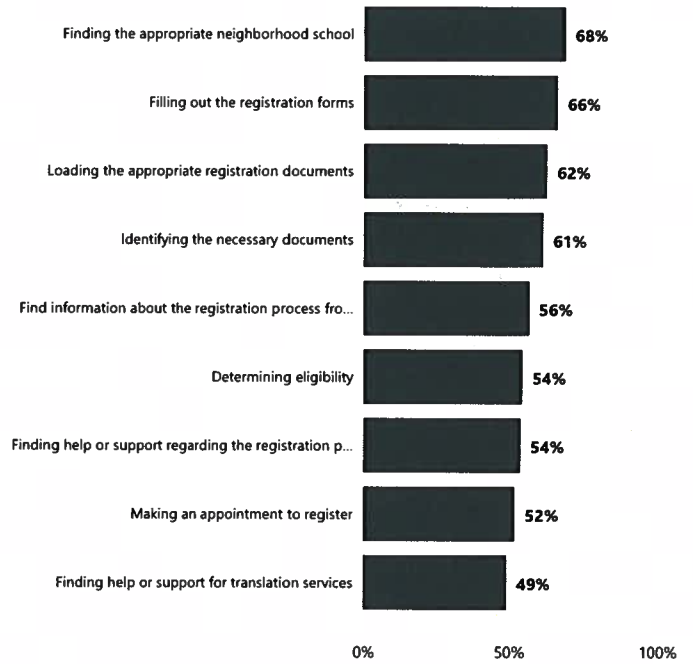 Finding the appropriate neighborhood school 68%
Filling out the registration forms 66%
Loading the appropriate registration documents 62%
Identifying the necessary documents 61%
Find information about the registration process fro... 56%
Determining eligibility 54%
Finding help or support regarding the registration p... 54%
Making an appointment to register 52%
Finding help or support for translation services 49%
0% 50% 100%